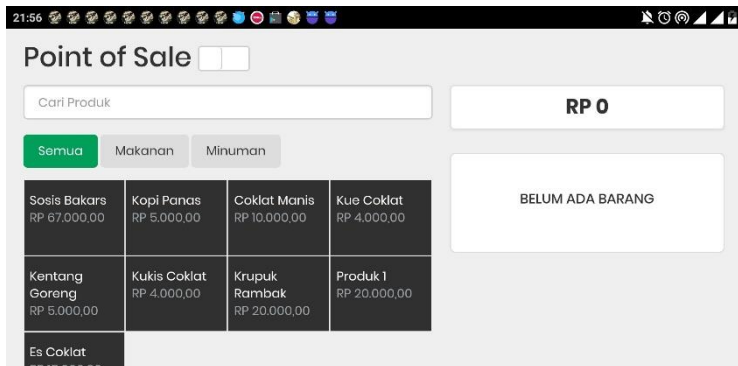 21:56
Point of Sale
Cari Produk
RP 0
Semua Makanan Minuman
Sosis Bakars
RP 67.000,00
Kopi Panas
RP 5.000,00
Coklat Manis
RP 10.000,00
Kue Coklat
RP 4.000,00
BELUM ADA BARANG
Kentang
Goreng
RP 5.000,00
Kukis Coklat
RP 4.000,00
Krupuk
Rambak
RP 20.000,00
Produk 1
RP 20.000,00
Es Coklat